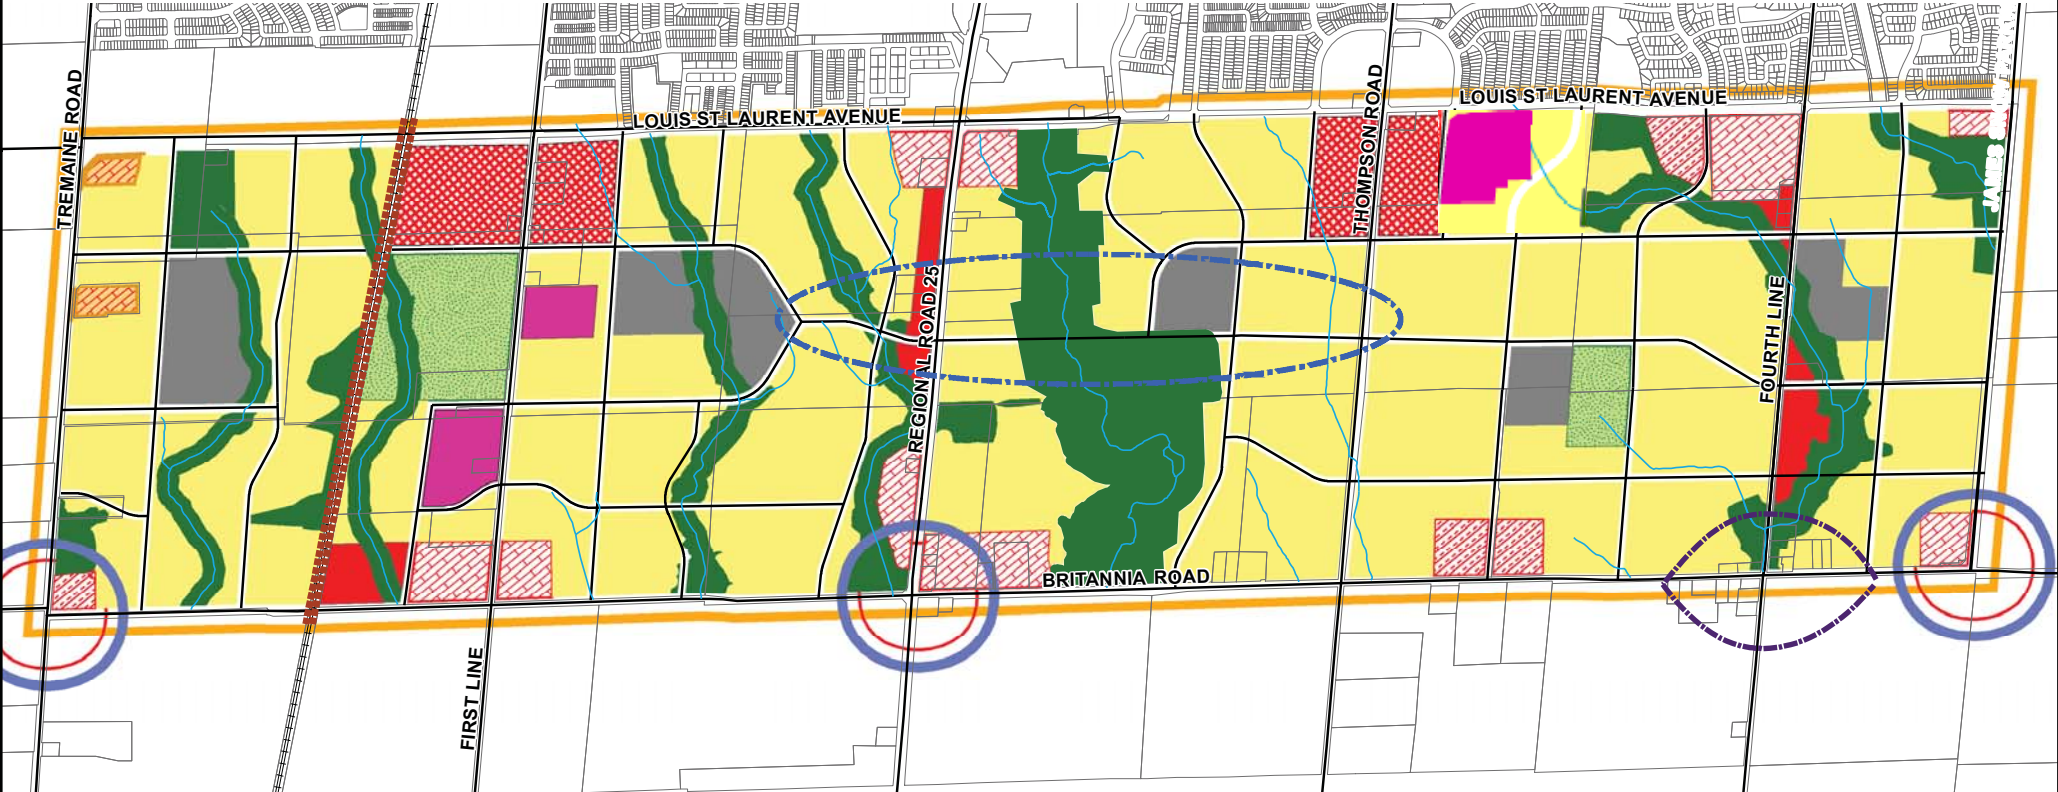 TREMAINE ROAD
LOUIS ST LAURENT AVENUE
THOMPSON ROAD
LOUIS ST LAURENT AVENUE
JAMES
REGIONAL ROAD 25
FOURTH LINE
BRITANNIA ROAD
FIRST LINE